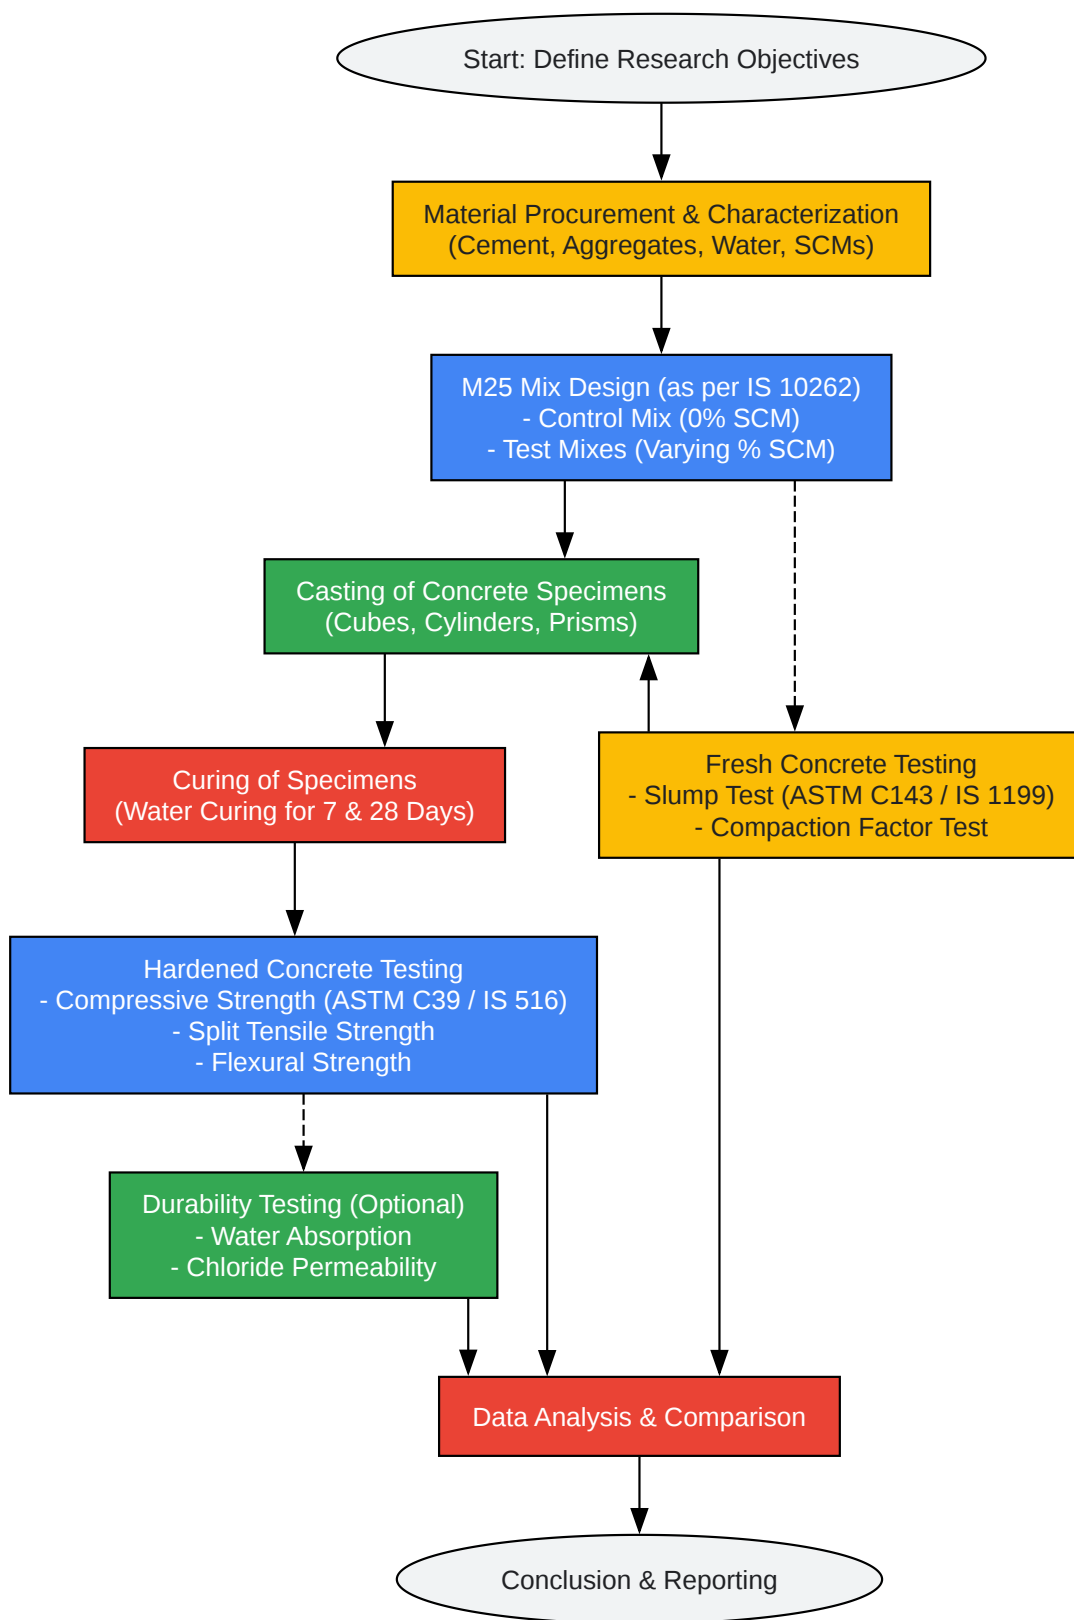 Start: Define Research Objectives
Material Procurement & Characterization
(Cement, Aggregates, Water, SCMs)
M25 Mix Design (as per IS 10262)
- Control Mix (0% SCM)
- Test Mixes (Varying % SCM)
Casting of Concrete Specimens
(Cubes, Cylinders, Prisms)
Fresh Concrete Testing
- Slump Test (ASTM C143 / IS 1199)
- Compaction Factor Test
Curing of Specimens
(Water Curing for 7 & 28 Days)
Hardened Concrete Testing
- Compressive Strength (ASTM C39 / IS 516)
- Split Tensile Strength
- Flexural Strength
Durability Testing (Optional)
- Water Absorption
- Chloride Permeability
Data Analysis & Comparison
Conclusion & Reporting